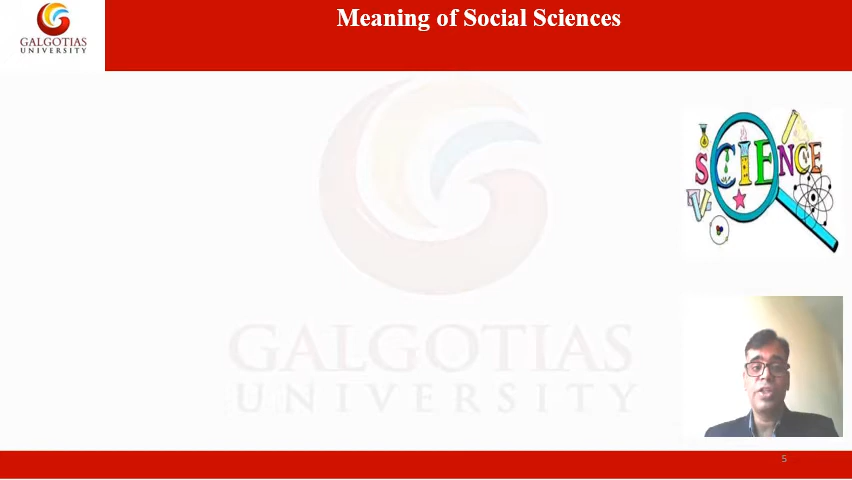 GALGOTIAS
UNIVERSITY
Meaning of Social Sciences
SCIENCE
GALGOTIAS
UNIVERSITY
5